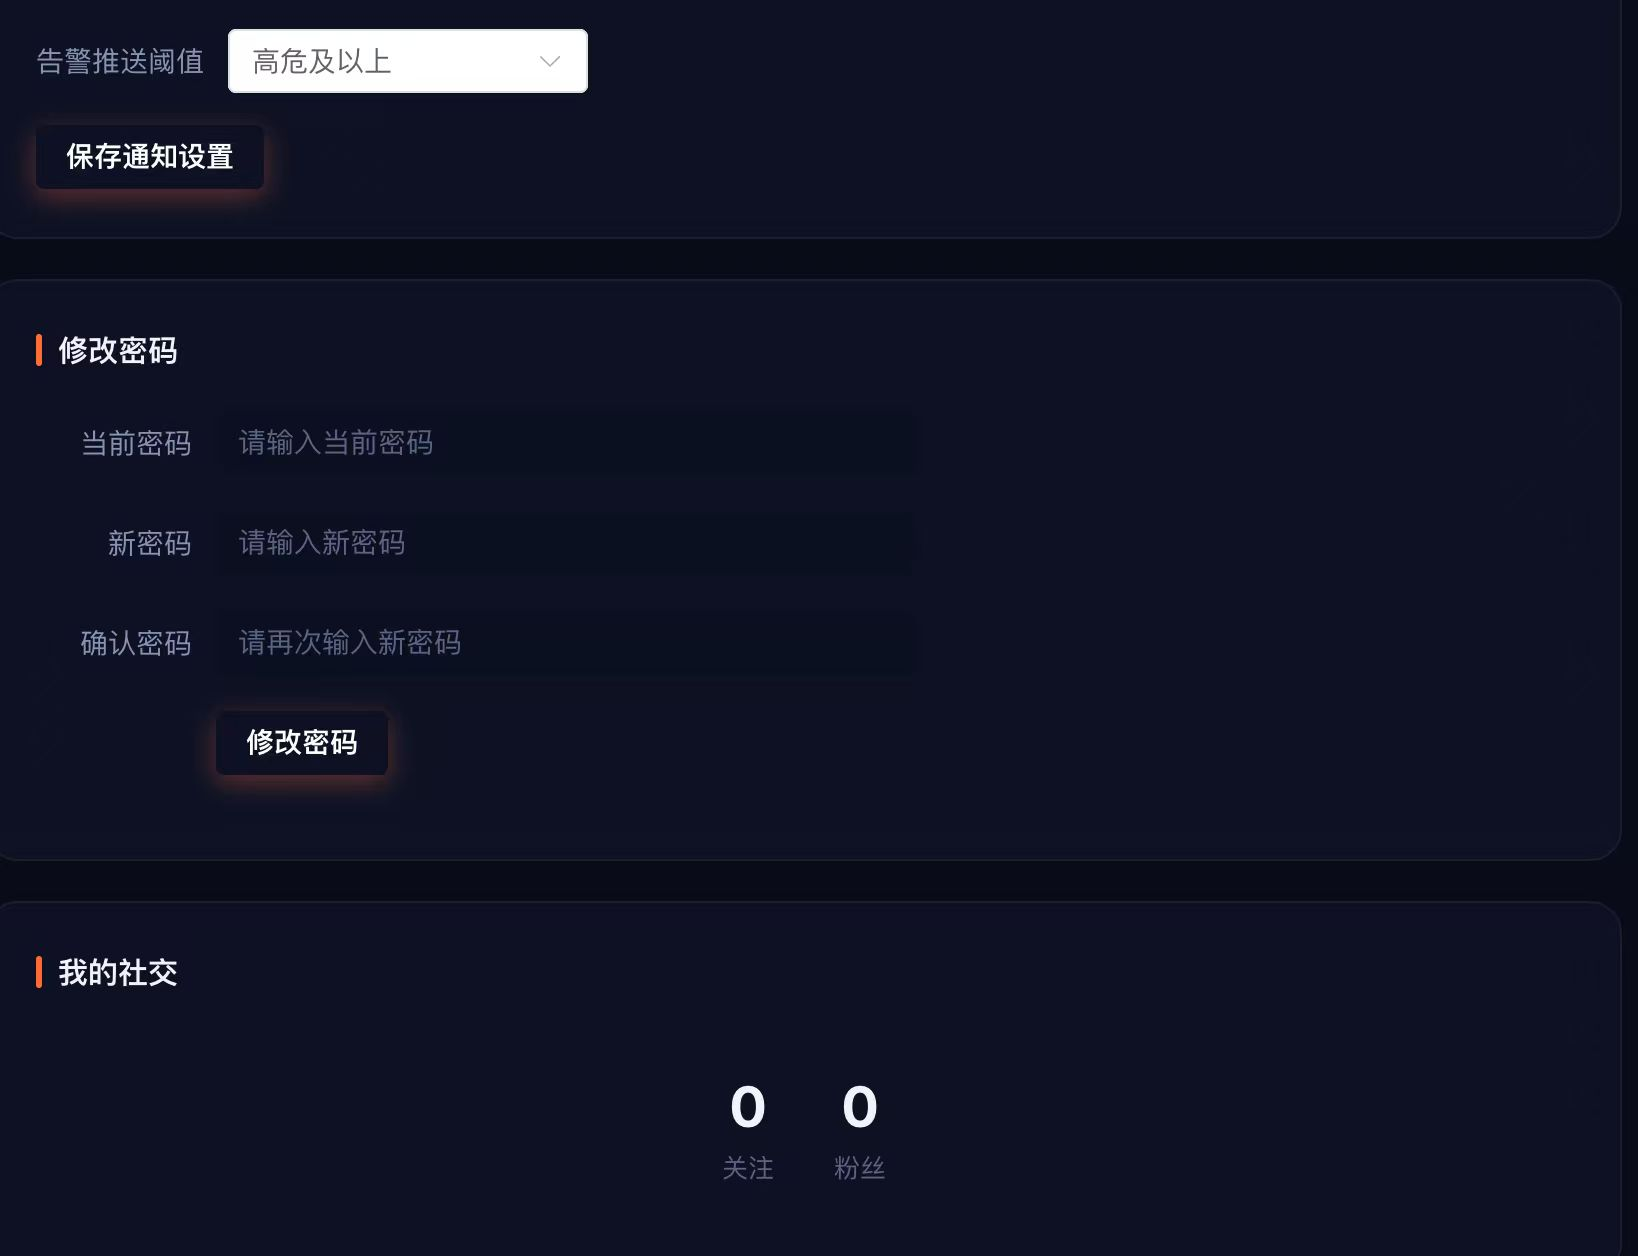 告警推送阈值 高危及以上
保存通知设置
修改密码
当前密码 请输入当前密码
新密码 请输入新密码
确认密码 请再次输入新密码
修改密码
我的社交
0 0
关注 粉丝